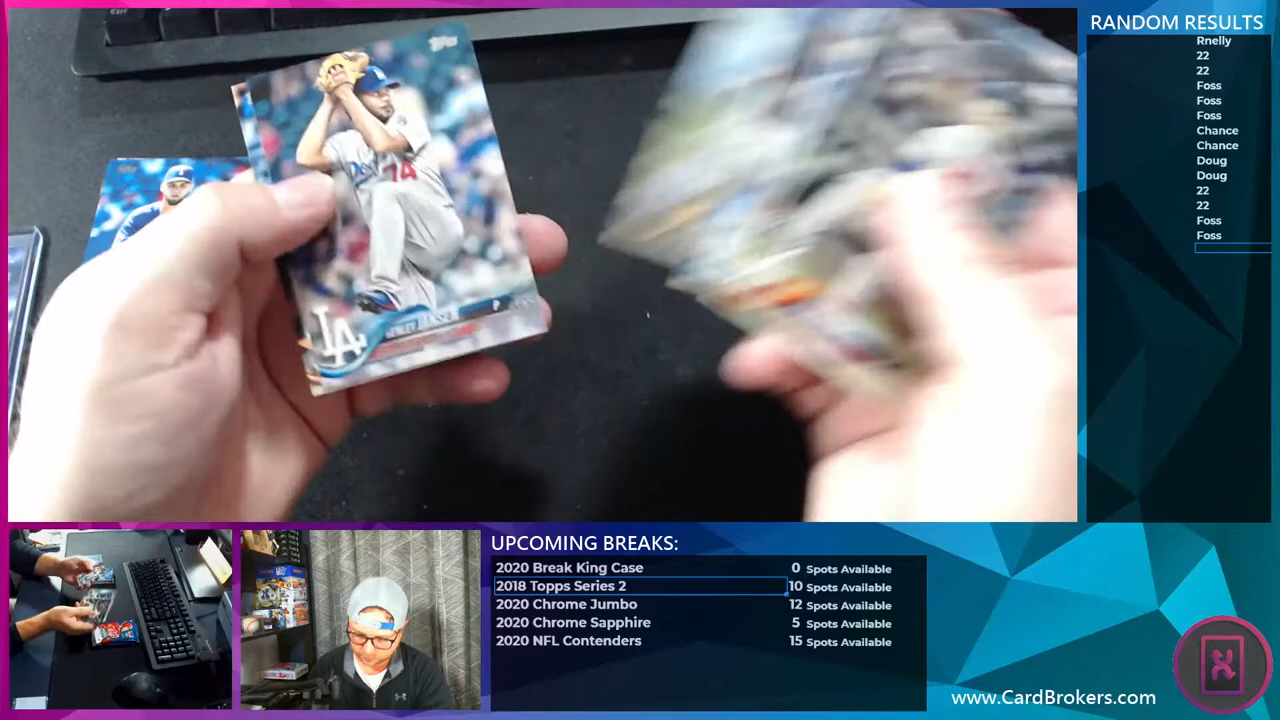 Ctrl
topps
Dodgers
74
LA
P
RANDOM RESULTS
Rnelly
22
22
Foss
Foss
Foss
Chance
Chance
Doug
Doug
22
22
Foss
Foss
UPCOMING BREAKS:
2020 Break King Case 0 Spots Available
2018 Topps Series 2 10 Spots Available
2020 Chrome Jumbo 12 Spots Available
2020 Chrome Sapphire 5 Spots Available
2020 NFL Contenders 15 Spots Available
www.CardBrokers.com